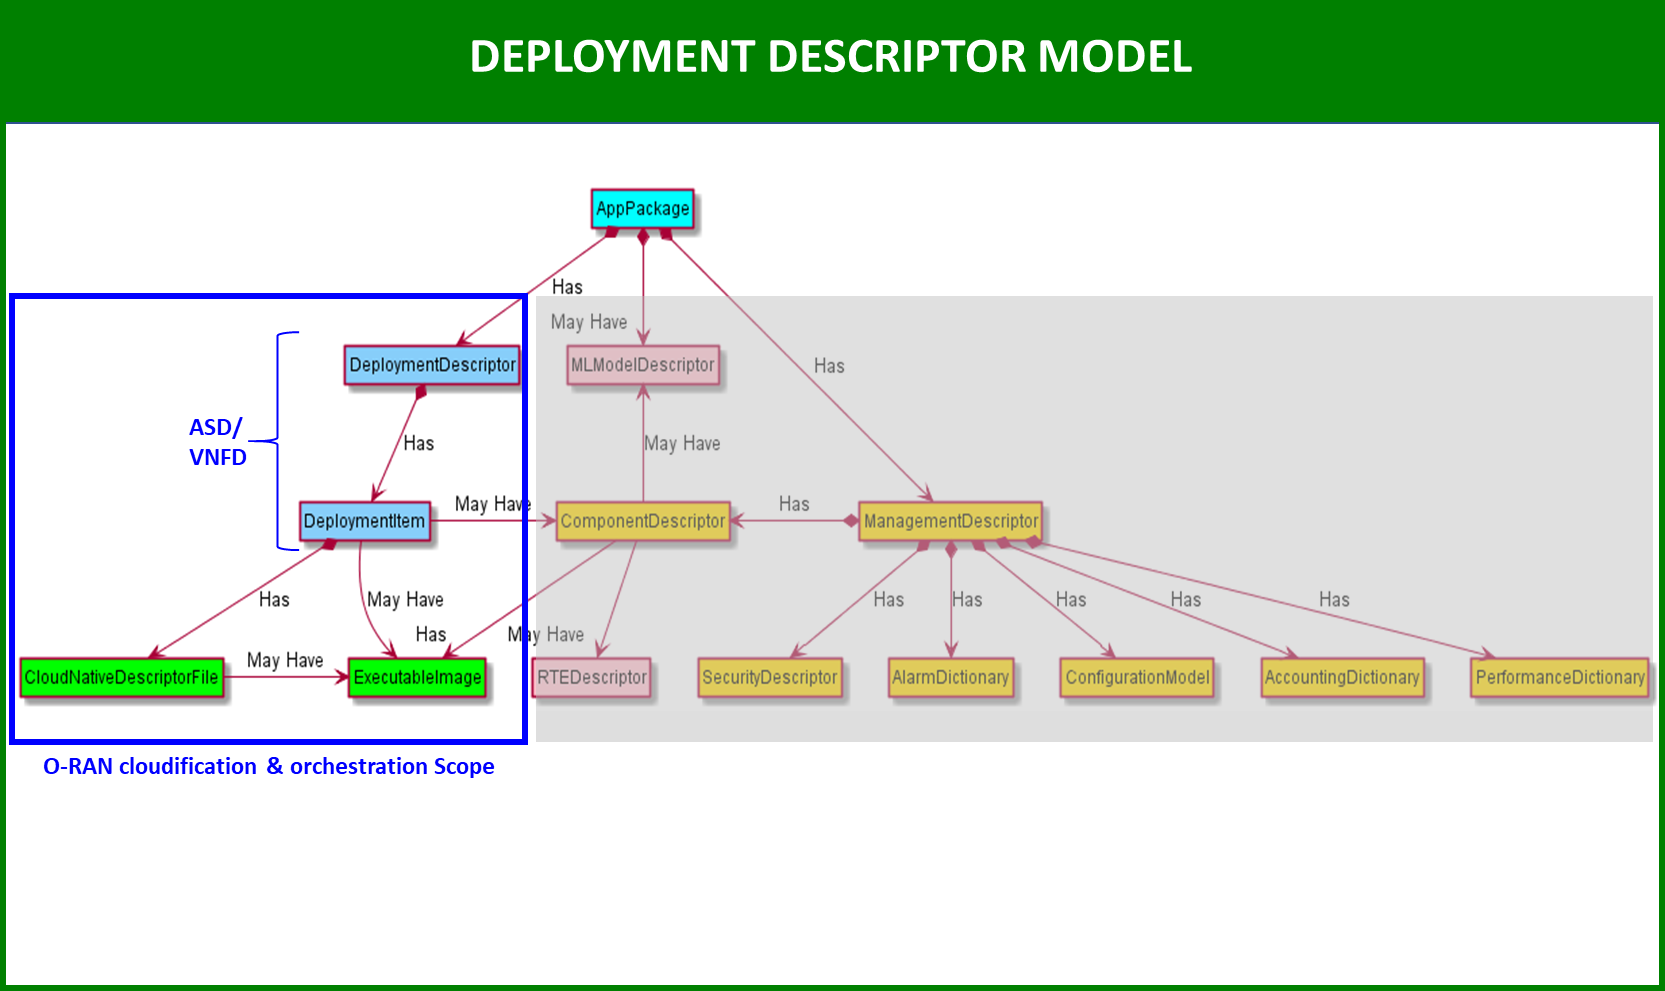 DEPLOYMENT DESCRIPTOR MODEL
AppPackage
Has
May Have
Has
DeploymentDescriptor
MLModelDescriptor
ASD/
VNFD
Has
May Have
May Have
Has
DeploymentItem
ComponentDescriptor
ManagementDescriptor
Has
May Have
Has
May Have
Has
Has
Has
Has
Has
May Have
CloudNativeDescriptorFile
ExecutableImage
RTEDescriptor
SecurityDescriptor
AlarmDictionary
ConfigurationModel
AccountingDictionary
PerformanceDictionary
O-RAN cloudification & orchestration Scope